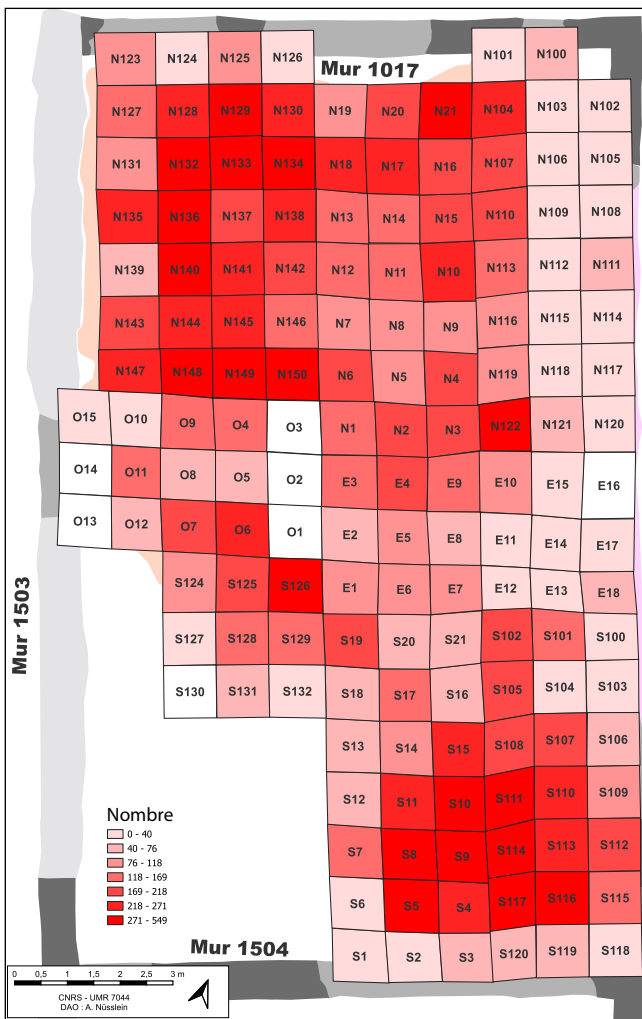 N123 N124 N125 N126 N101 N100
Mur 1017
N127 N128 N129 N130 N19 N20 N21 N104 N103 N102
N131 N132 N133 N134 N18 N17 N16 N107 N106 N105
N135 N136 N137 N138 N13 N14 N15 N110 N109 N108
N139 N140 N141 N142 N12 N11 N10 N113 N112 N111
N143 N144 N145 N146 N7 N8 N9 N116 N115 N114
N147 N148 N149 N150 N6 N5 N4 N119 N118 N117
O15 O10 O9 O4 O3 N1 N2 N3 N122 N121 N120
O14 O11 O8 O5 O2 E3 E4 E9 E10 E15 E16
O13 O12 O7 O6 O1 E2 E5 E8 E11 E14 E17
S124 S125 S126 E1 E6 E7 E12 E13 E18
Mur 1503
S127 S128 S129 S19 S20 S21 S102 S101 S100
S130 S131 S132 S18 S17 S16 S105 S104 S103
S13 S14 S15 S108 S107 S106
S12 S11 S10 S111 S110 S109
S7 S8 S9 S114 S113 S112
S6 S5 S4 S117 S116 S115
S1 S2 S3 S120 S119 S118
Nombre
0 - 40
40 - 76
76 - 118
118 - 169
169 - 218
218 - 271
271 - 549
Mur 1504
0 0,5 1 1,5 2 2,5 3 m
CNRS - UMR 7044
DAO : A. Nüsslein